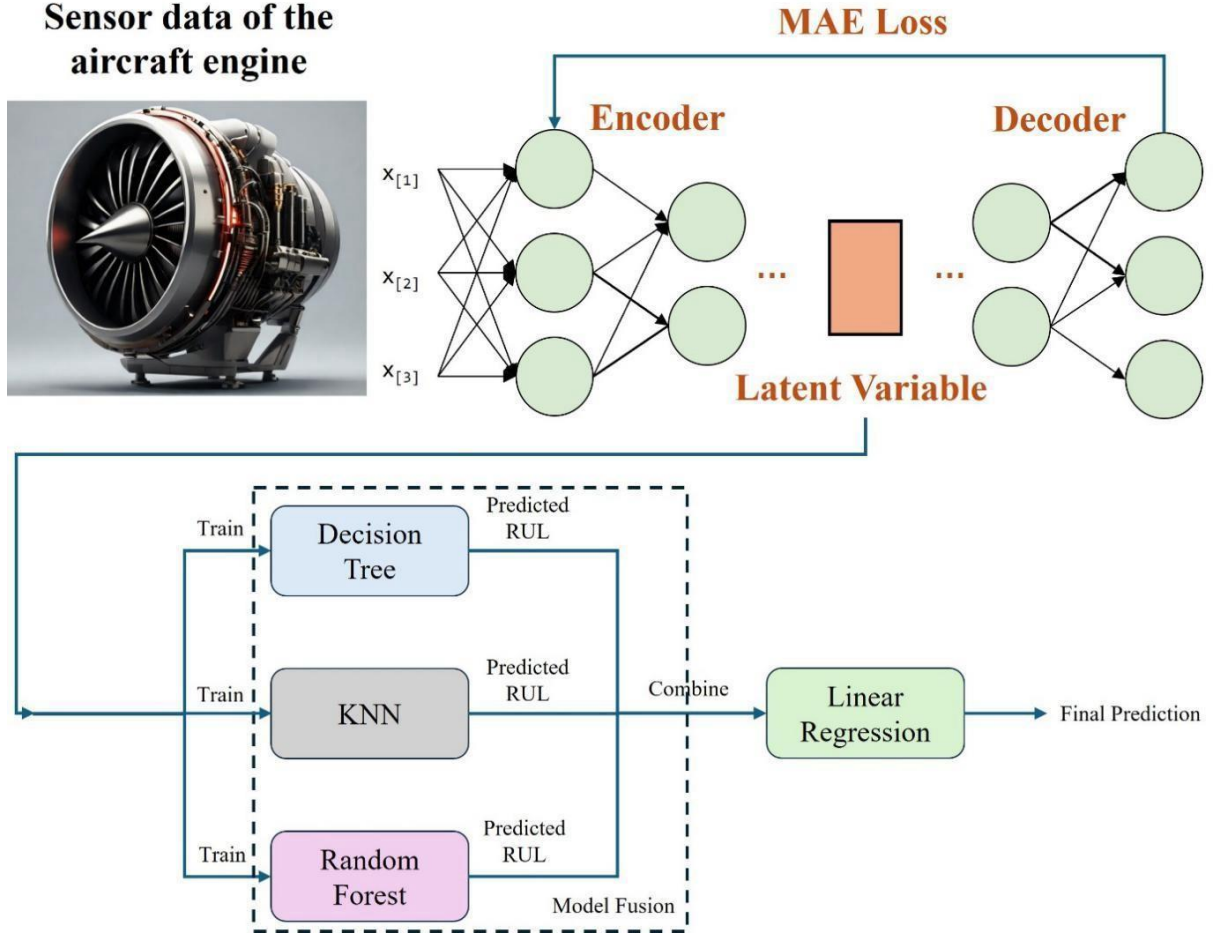 Sensor data of the
aircraft engine
MAE Loss
Encoder
Decoder
x[1]
x[2]
x[3]
...
...
Latent Variable
Train
Decision
Tree
Predicted
RUL
Train
KNN
Predicted
RUL
Combine
Linear
Regression
Final Prediction
Train
Random
Forest
Predicted
RUL
Model Fusion